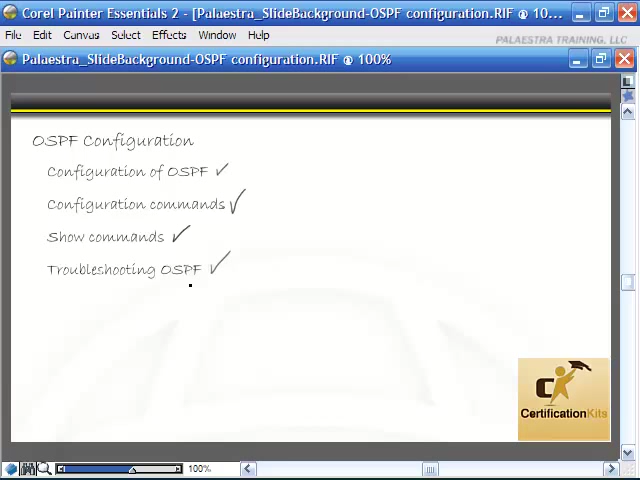 Corel Painter Essentials 2 - [Palaestra_SlideBackground-OSPF configuration.RIF @ 10...
File Edit Canvas Select Effects Window Help
PALAESTRA TRAINING, LLC
Palaestra_SlideBackground-OSPF configuration.RIF @ 100%
OSPF Configuration
Configuration of OSPF ✓
Configuration commands ✓
Show commands ✓
Troubleshooting OSPF ✓
CK
CertificationKits
100%